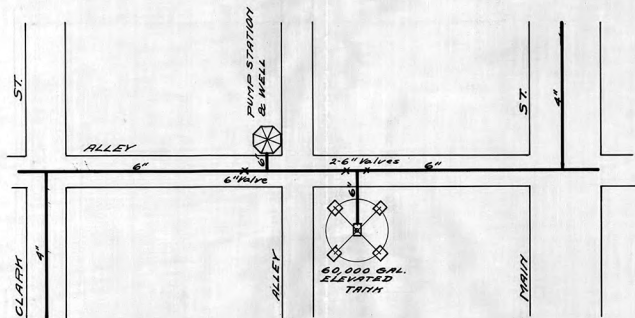 PUMP STATION
& WELL
ST.
ST.
4"
ALLEY
6"
6"
2-6" Valves
6"
6" Valve
6"
4"
CLARK
ALLEY
60,000 GAL.
ELEVATED
TANK
MAIN